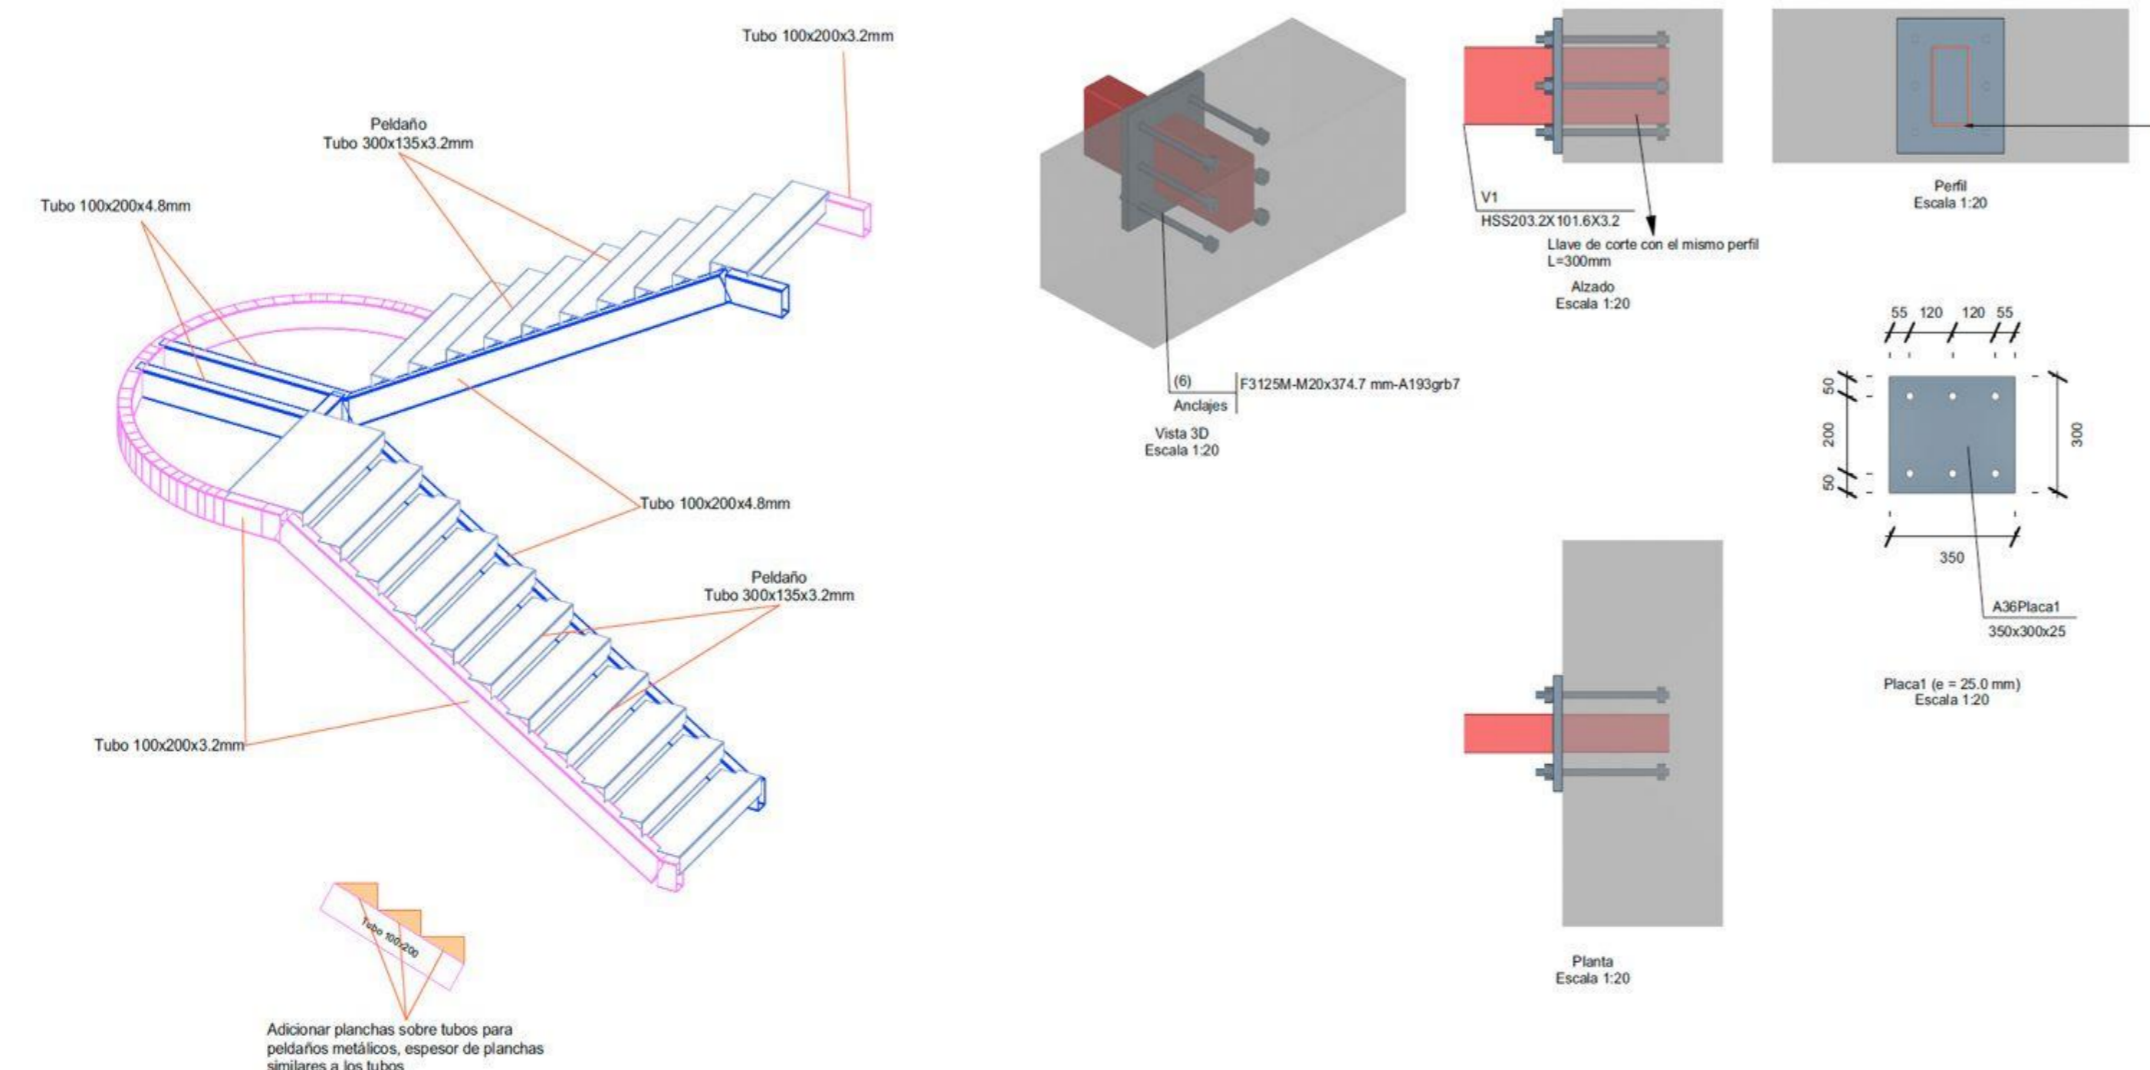 Tubo 100x200x3.2mm
Peldaño
Tubo 300x135x3.2mm
Tubo 100x200x4.8mm
Tubo 100x200x4.8mm
Peldaño
Tubo 300x135x3.2mm
Tubo 100x200x3.2mm
Tubo 100x200
Adicionar planchas sobre tubos para
peldaños metálicos, espesor de planchas
similares a los tubos
(6)
Anclajes
F3125M-M20x374.7 mm-A193grb7
Vista 3D
Escala 1:20
V1
HSS203.2X101.6X3.2
Llave de corte con el mismo perfil
L=300mm
Alzado
Escala 1:20
Perfil
Escala 1:20
55 120 120 55
50
200
50
300
350
A36Placa1
350x300x25
Placa1 (e = 25.0 mm)
Escala 1:20
Planta
Escala 1:20